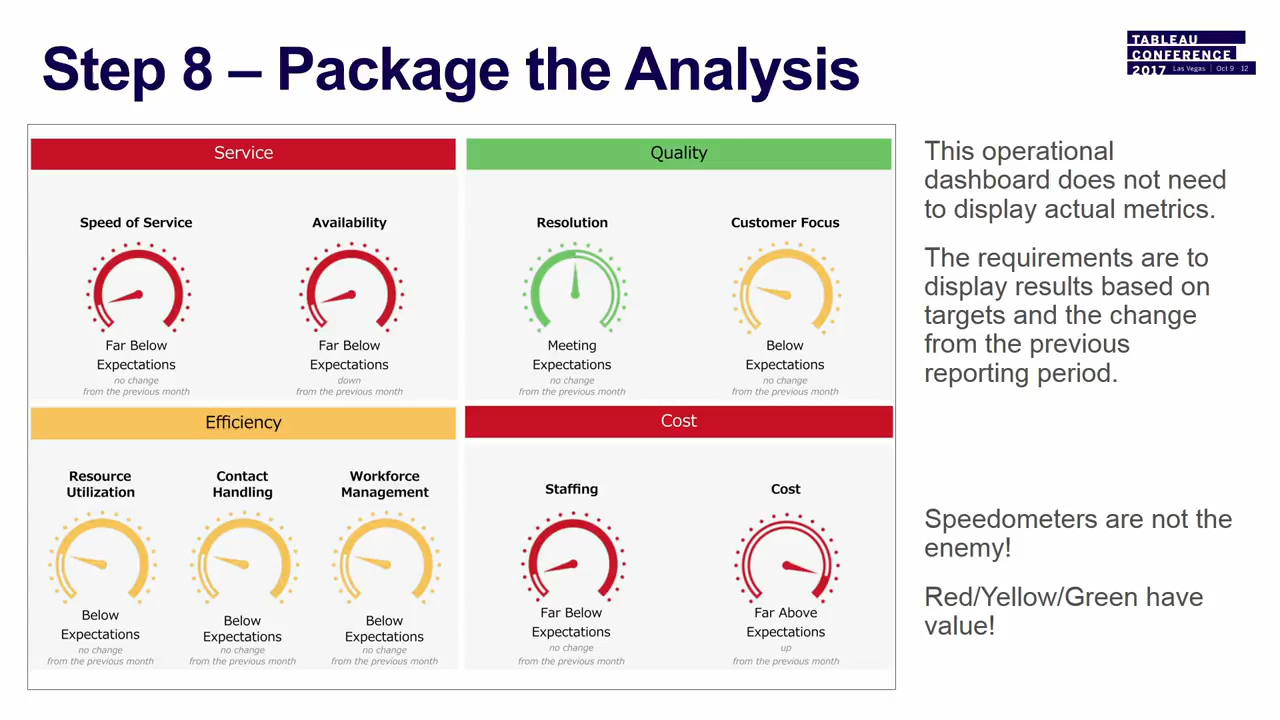 Step 8 – Package the Analysis
TABLEAU
CONFERENCE
2017 Las Vegas | Oct 9 - 12
Service
Speed of Service
Far Below
Expectations
no change
from the previous month
Availability
Far Below
Expectations
down
from the previous month
Quality
Resolution
Meeting
Expectations
no change
from the previous month
Customer Focus
Below
Expectations
no change
from the previous month
Efficiency
Resource
Utilization
Below
Expectations
no change
from the previous month
Contact
Handling
Below
Expectations
no change
from the previous month
Workforce
Management
Below
Expectations
no change
from the previous month
Cost
Staffing
Far Below
Expectations
no change
from the previous month
Cost
Far Above
Expectations
up
from the previous month
This operational
dashboard does not need
to display actual metrics.
The requirements are to
display results based on
targets and the change
from the previous
reporting period.
Speedometers are not the
enemy!
Red/Yellow/Green have
value!